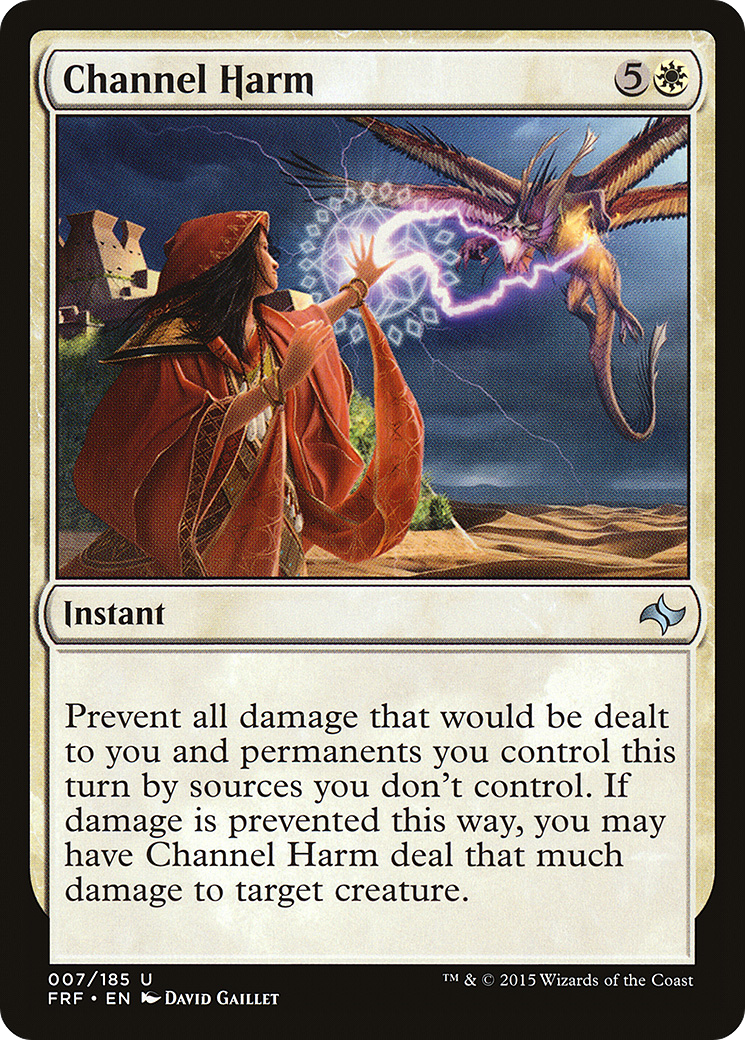 Channel Harm
5
Instant
Prevent all damage that would be dealt
to you and permanents you control this
turn by sources you don't control. If
damage is prevented this way, you may
have Channel Harm deal that much
damage to target creature.
007/185 U
™ & © 2015 Wizards of the Coast
FRF • EN DAVID GAILLET